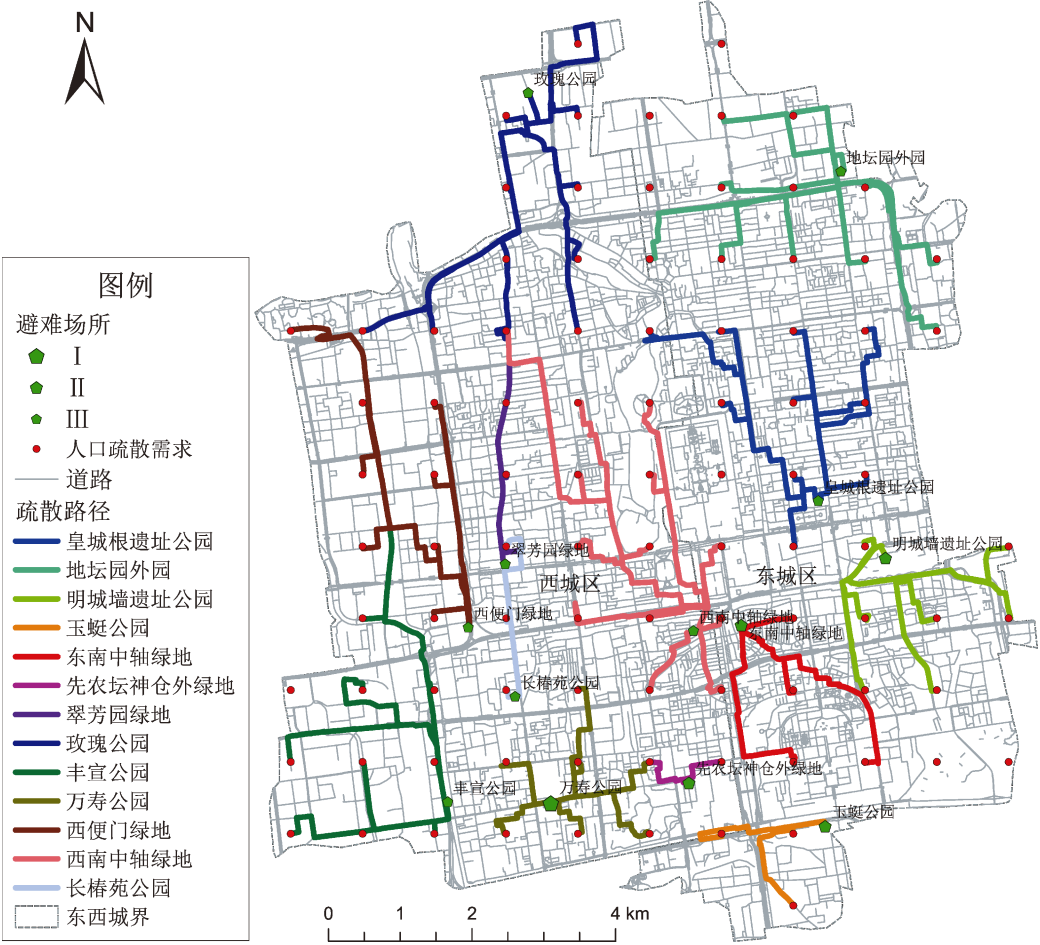 N
玫瑰公园
地坛园外园
图例
避难场所
Ⅰ
Ⅱ
Ⅲ
人口疏散需求
道路
疏散路径
皇城根遗址公园
地坛园外园
明城墙遗址公园
玉蜓公园
东南中轴绿地
先农坛神仓外绿地
翠芳园绿地
玫瑰公园
丰宣公园
万寿公园
西便门绿地
西南中轴绿地
长椿苑公园
东西城界
皇城根遗址公园
明城墙遗址公园
翠芳园绿地
西城区
东城区
西便门绿地
西南中轴绿地
东南中轴绿地
长椿苑公园
先农坛神仓外绿地
丰宣公园
万寿公园
玉蜓公园
0 1 2 4 km